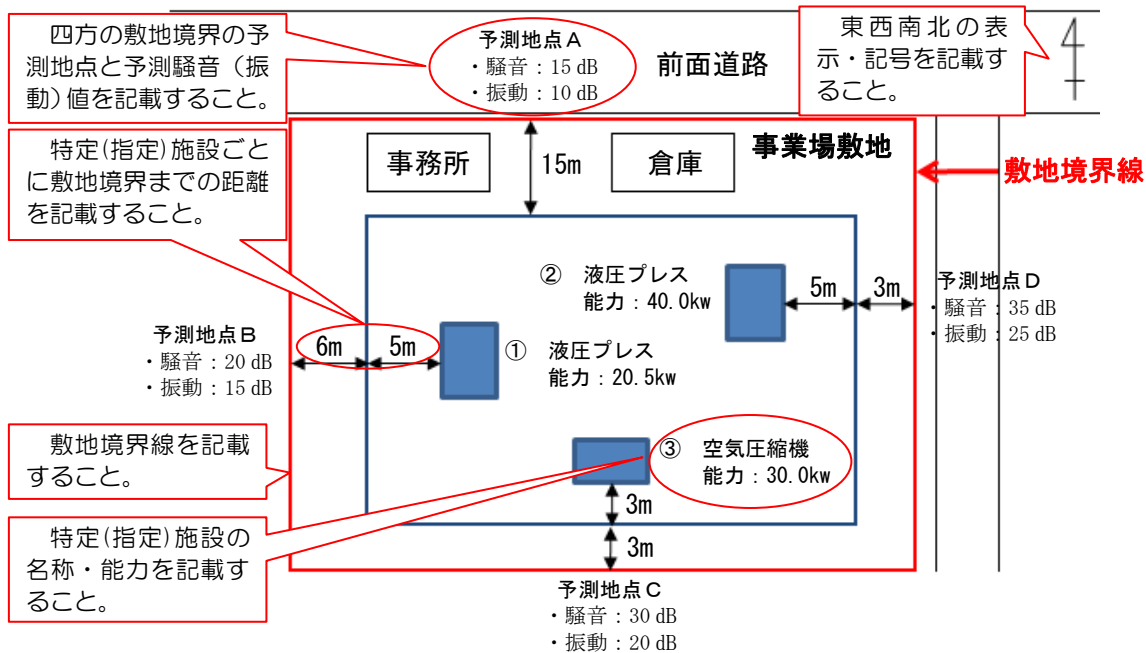 四方の敷地境界の予
測地点と予測騒音（振
動）値を記載すること。
予測地点A
・騒音：15 dB
・振動：10 dB
前面道路
東西南北の表
示・記号を記載す
ること。
特定(指定)施設ごと
に敷地境界までの距離
を記載すること。
事務所
15m
倉庫
事業場敷地
敷地境界線
② 液圧プレス
能力：40.0kw
5m
3m
予測地点D
・騒音：35 dB
・振動：25 dB
予測地点B
・騒音：20 dB
・振動：15 dB
6m
5m
① 液圧プレス
能力：20.5kw
敷地境界線を記載
すること。
③ 空気圧縮機
能力：30.0kw
3m
3m
特定(指定)施設の
名称・能力を記載す
ること。
予測地点C
・騒音：30 dB
・振動：20 dB